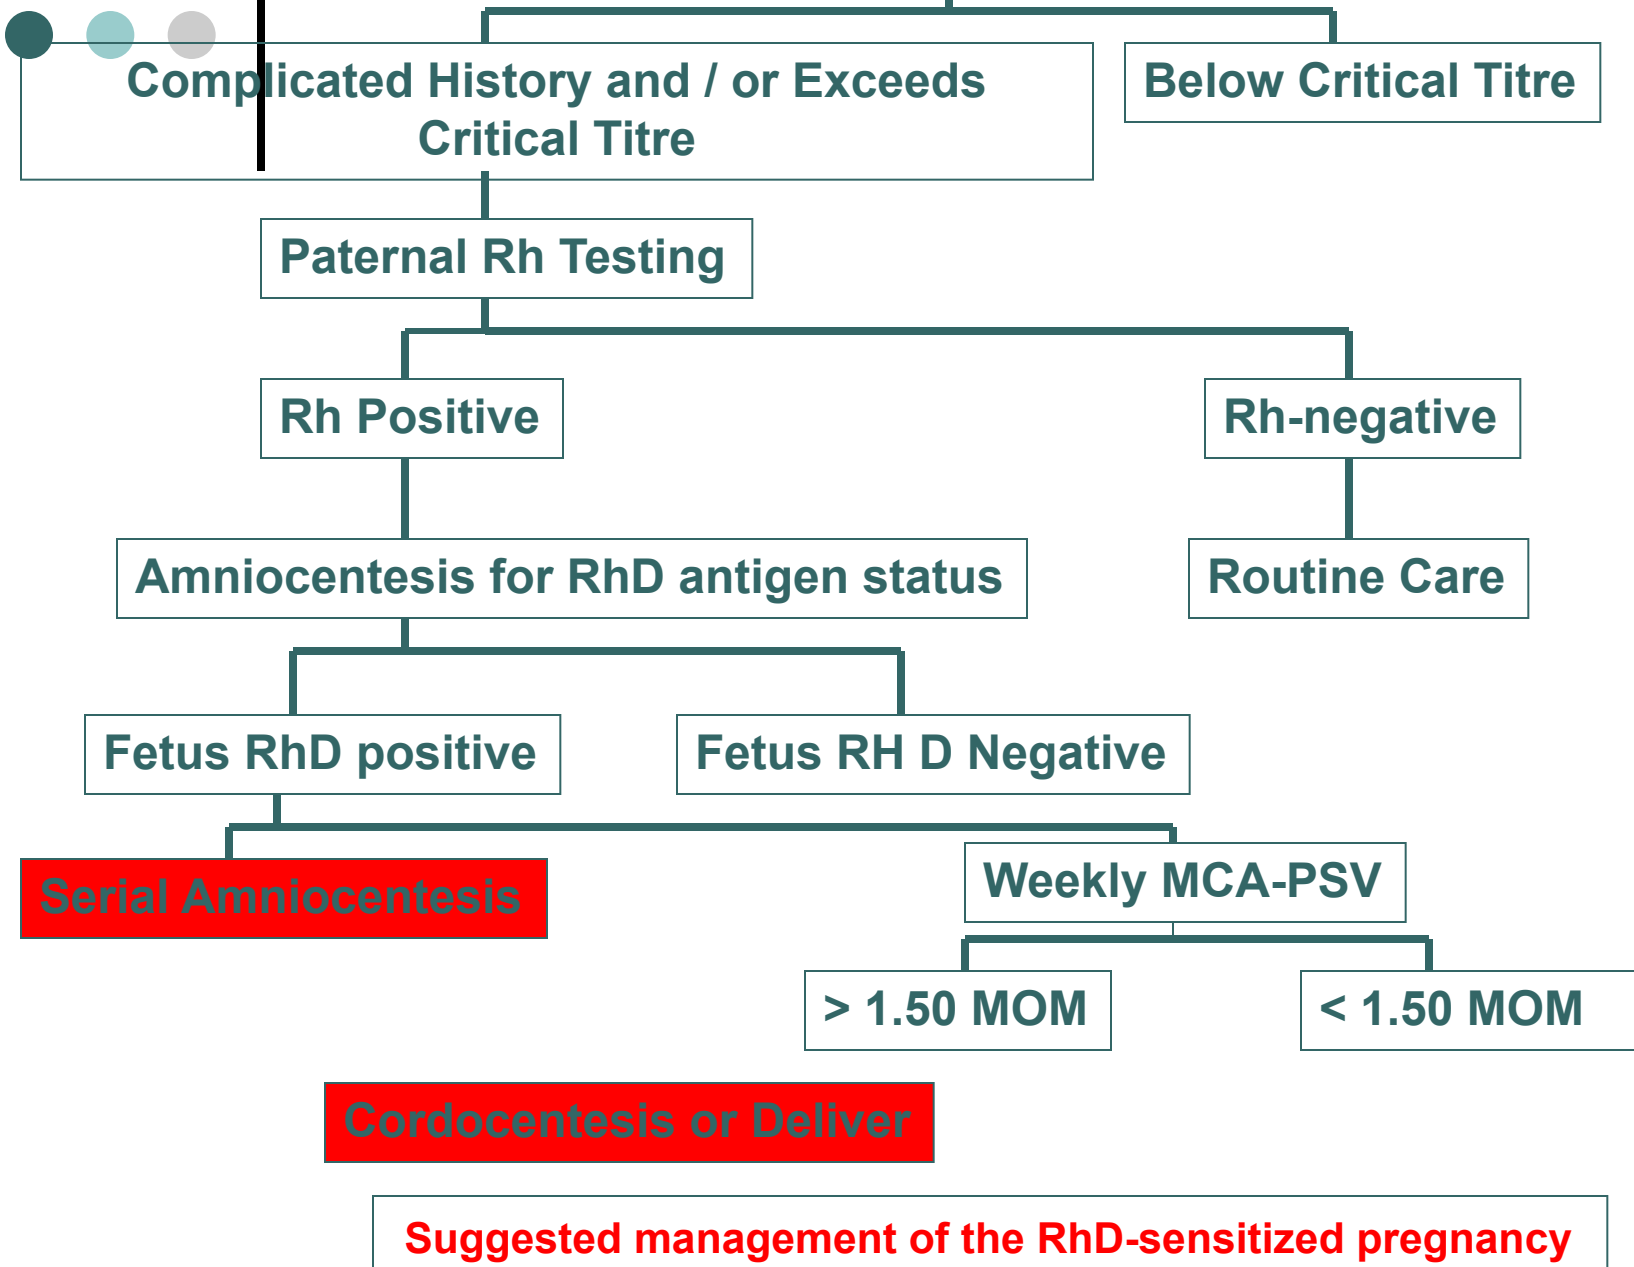 Complicated History and / or Exceeds
Critical Titre
Below Critical Titre
Paternal Rh Testing
Rh Positive
Rh-negative
Amniocentesis for RhD antigen status
Routine Care
Fetus RhD positive
Fetus RH D Negative
Serial Amniocentesis
Weekly MCA-PSV
> 1.50 MOM
< 1.50 MOM
Cordocentesis or Deliver
Suggested management of the RhD-sensitized pregnancy